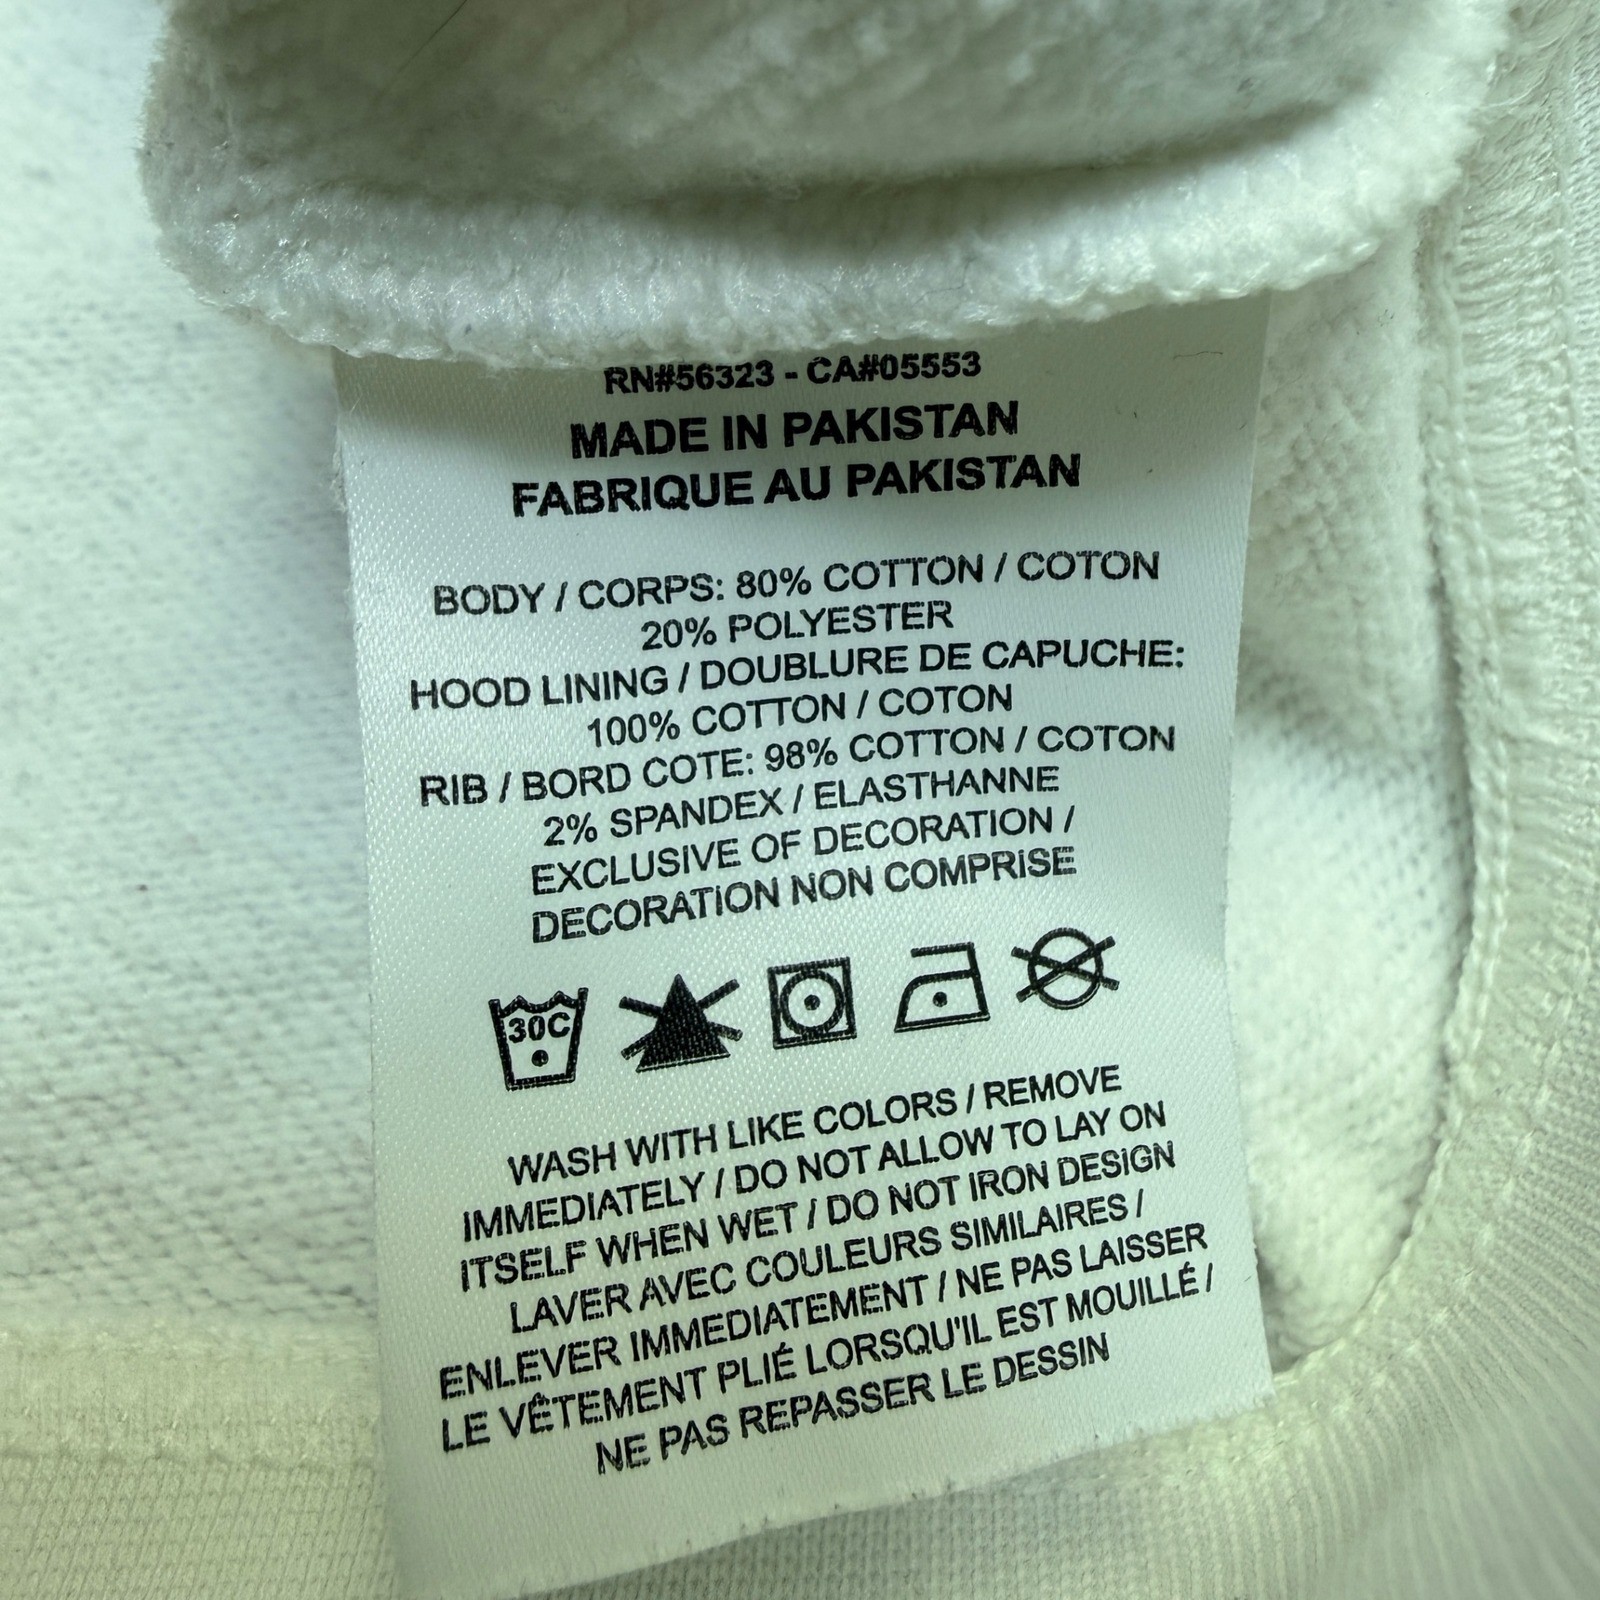 RN#56323 - CA#05553
MADE IN PAKISTAN
FABRIQUE AU PAKISTAN
BODY / CORPS: 80% COTTON / COTON
20% POLYESTER
HOOD LINING / DOUBLURE DE CAPUCHE:
100% COTTON / COTON
RIB / BORD COTE: 98% COTTON / COTON
2% SPANDEX / ELASTHANNE
EXCLUSIVE OF DECORATION /
DECORATION NON COMPRISE
30C
WASH WITH LIKE COLORS / REMOVE
IMMEDIATELY / DO NOT ALLOW TO LAY ON
ITSELF WHEN WET / DO NOT IRON DESIGN
LAVER AVEC COULEURS SIMILAIRES /
ENLEVER IMMEDIATEMENT / NE PAS LAISSER
LE VÊTEMENT PLIÉ LORSQU'IL EST MOUILLÉ /
NE PAS REPASSER LE DESSIN